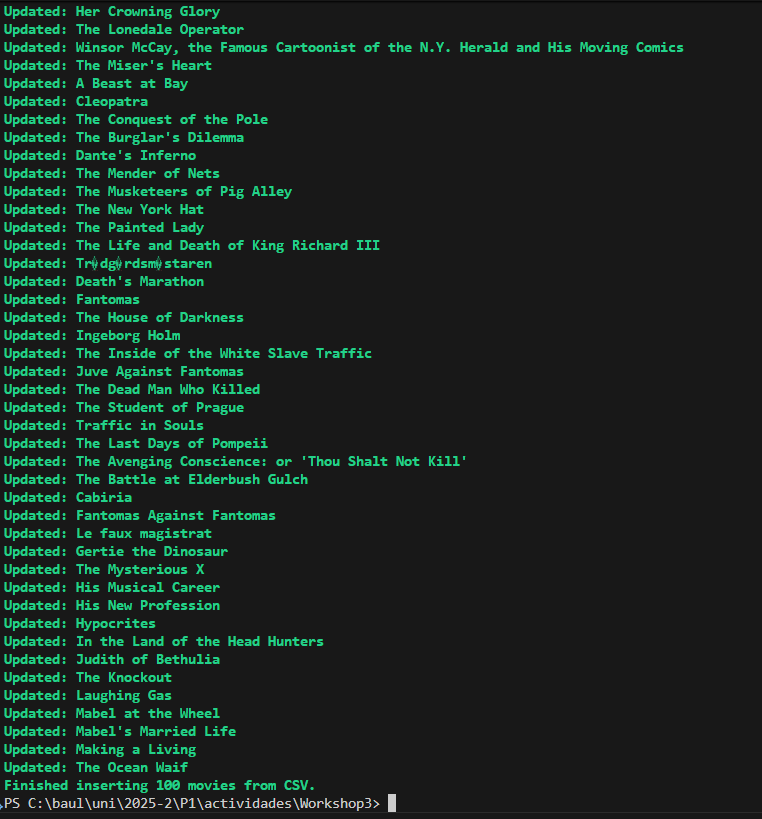 Updated: Her Crowning Glory
Updated: The Lonedale Operator
Updated: Winsor McCay, the Famous Cartoonist of the N.Y. Herald and His Moving Comics
Updated: The Miser's Heart
Updated: A Beast at Bay
Updated: Cleopatra
Updated: The Conquest of the Pole
Updated: The Burglar's Dilemma
Updated: Dante's Inferno
Updated: The Mender of Nets
Updated: The Musketeers of Pig Alley
Updated: The New York Hat
Updated: The Painted Lady
Updated: The Life and Death of King Richard III
Updated: Tr�dg�rdsm�staren
Updated: Death's Marathon
Updated: Fantomas
Updated: The House of Darkness
Updated: Ingeborg Holm
Updated: The Inside of the White Slave Traffic
Updated: Juve Against Fantomas
Updated: The Dead Man Who Killed
Updated: The Student of Prague
Updated: Traffic in Souls
Updated: The Last Days of Pompeii
Updated: The Avenging Conscience: or 'Thou Shalt Not Kill'
Updated: The Battle at Elderbush Gulch
Updated: Cabiria
Updated: Fantomas Against Fantomas
Updated: Le faux magistrat
Updated: Gertie the Dinosaur
Updated: The Mysterious X
Updated: His Musical Career
Updated: His New Profession
Updated: Hypocrites
Updated: In the Land of the Head Hunters
Updated: Judith of Bethulia
Updated: The Knockout
Updated: Laughing Gas
Updated: Mabel at the Wheel
Updated: Mabel's Married Life
Updated: Making a Living
Updated: The Ocean Waif
Finished inserting 100 movies from CSV.
PS C:\baul\uni\2025-2\P1\actividades\Workshop3>